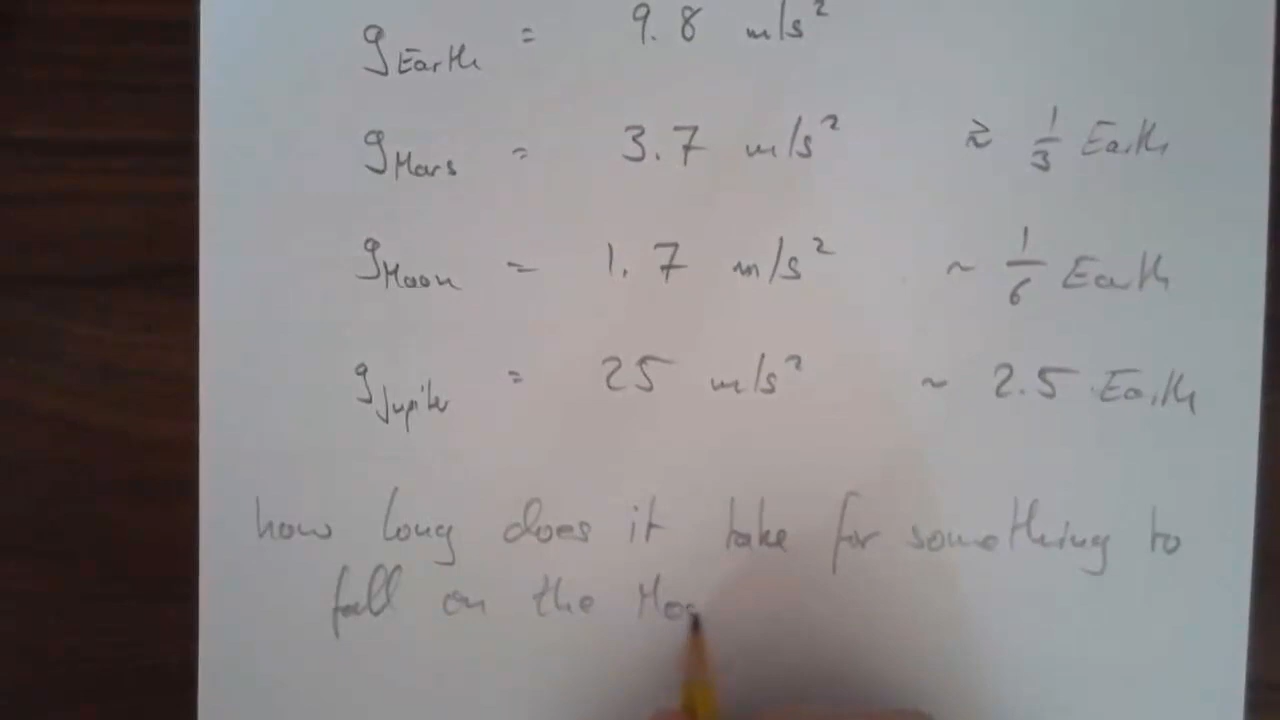 g Earth = 9.8 m/s²
g Mars = 3.7 m/s² ≈ 1/3 Earth
g Moon = 1.7 m/s² ~ 1/6 Earth
g Jupiter = 25 m/s² ~ 2.5 Earth
how long does it take for something to
fall on the Moo